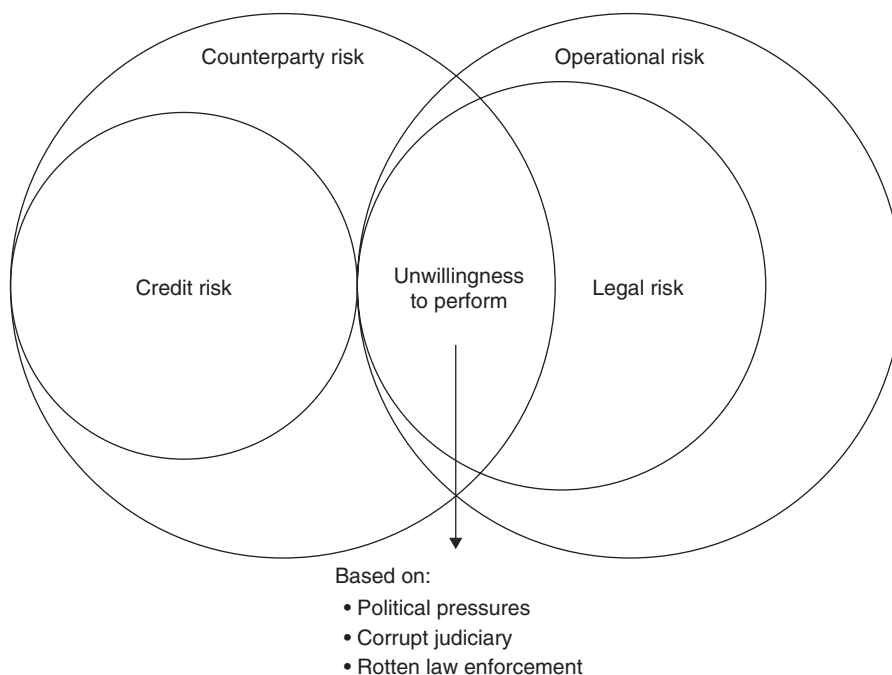 Counterparty risk
Operational risk
Credit risk
Unwillingness
to perform
Legal risk
Based on:
• Political pressures
• Corrupt judiciary
• Rotten law enforcement